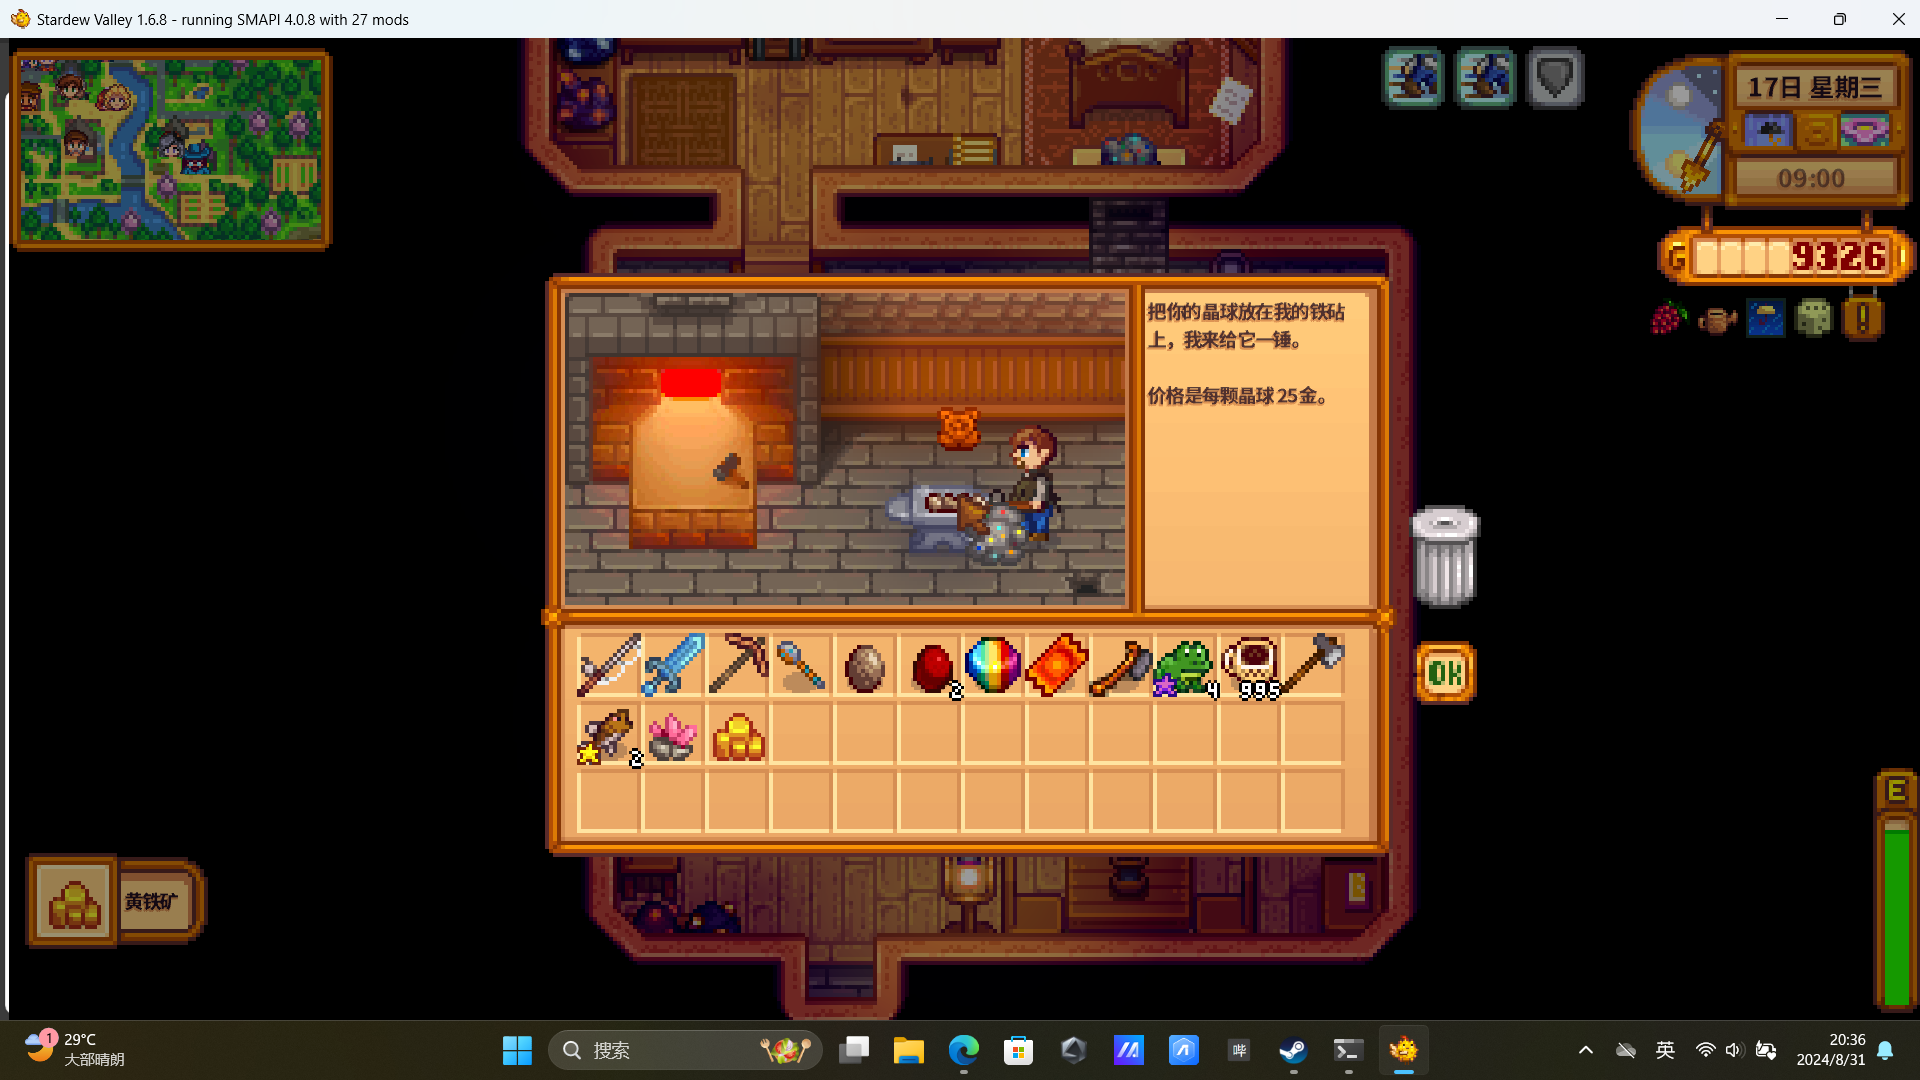 Stardew Valley 1.6.8 - running SMAPI 4.0.8 with 27 mods
17日 星期三
09:00
G 9326
把你的晶球放在我的铁砧
上，我来给它一锤。
价格是每颗晶球25金。
2
4
995
OK
2
E
黄铁矿
1
29°C
大部晴朗
搜索
英
20:36
2024/8/31